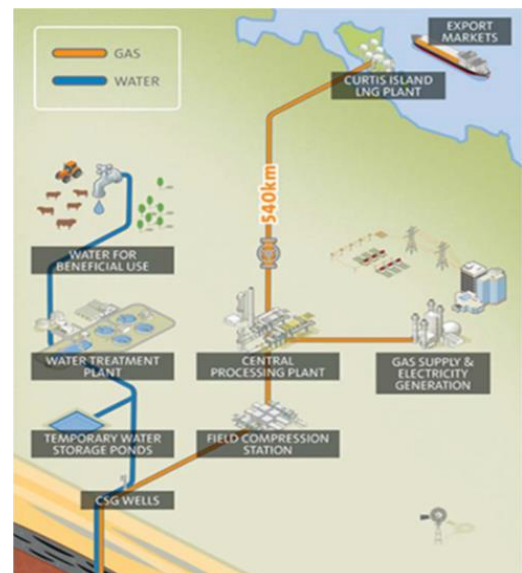 GAS
WATER
EXPORT
MARKETS
CURTIS ISLAND
LNG PLANT
540km
WATER FOR
BENEFICIAL USE
WATER TREATMENT
PLANT
CENTRAL
PROCESSING PLANT
GAS SUPPLY &
ELECTRICITY
GENERATION
TEMPORARY WATER
STORAGE PONDS
FIELD COMPRESSION
STATION
CSG WELLS